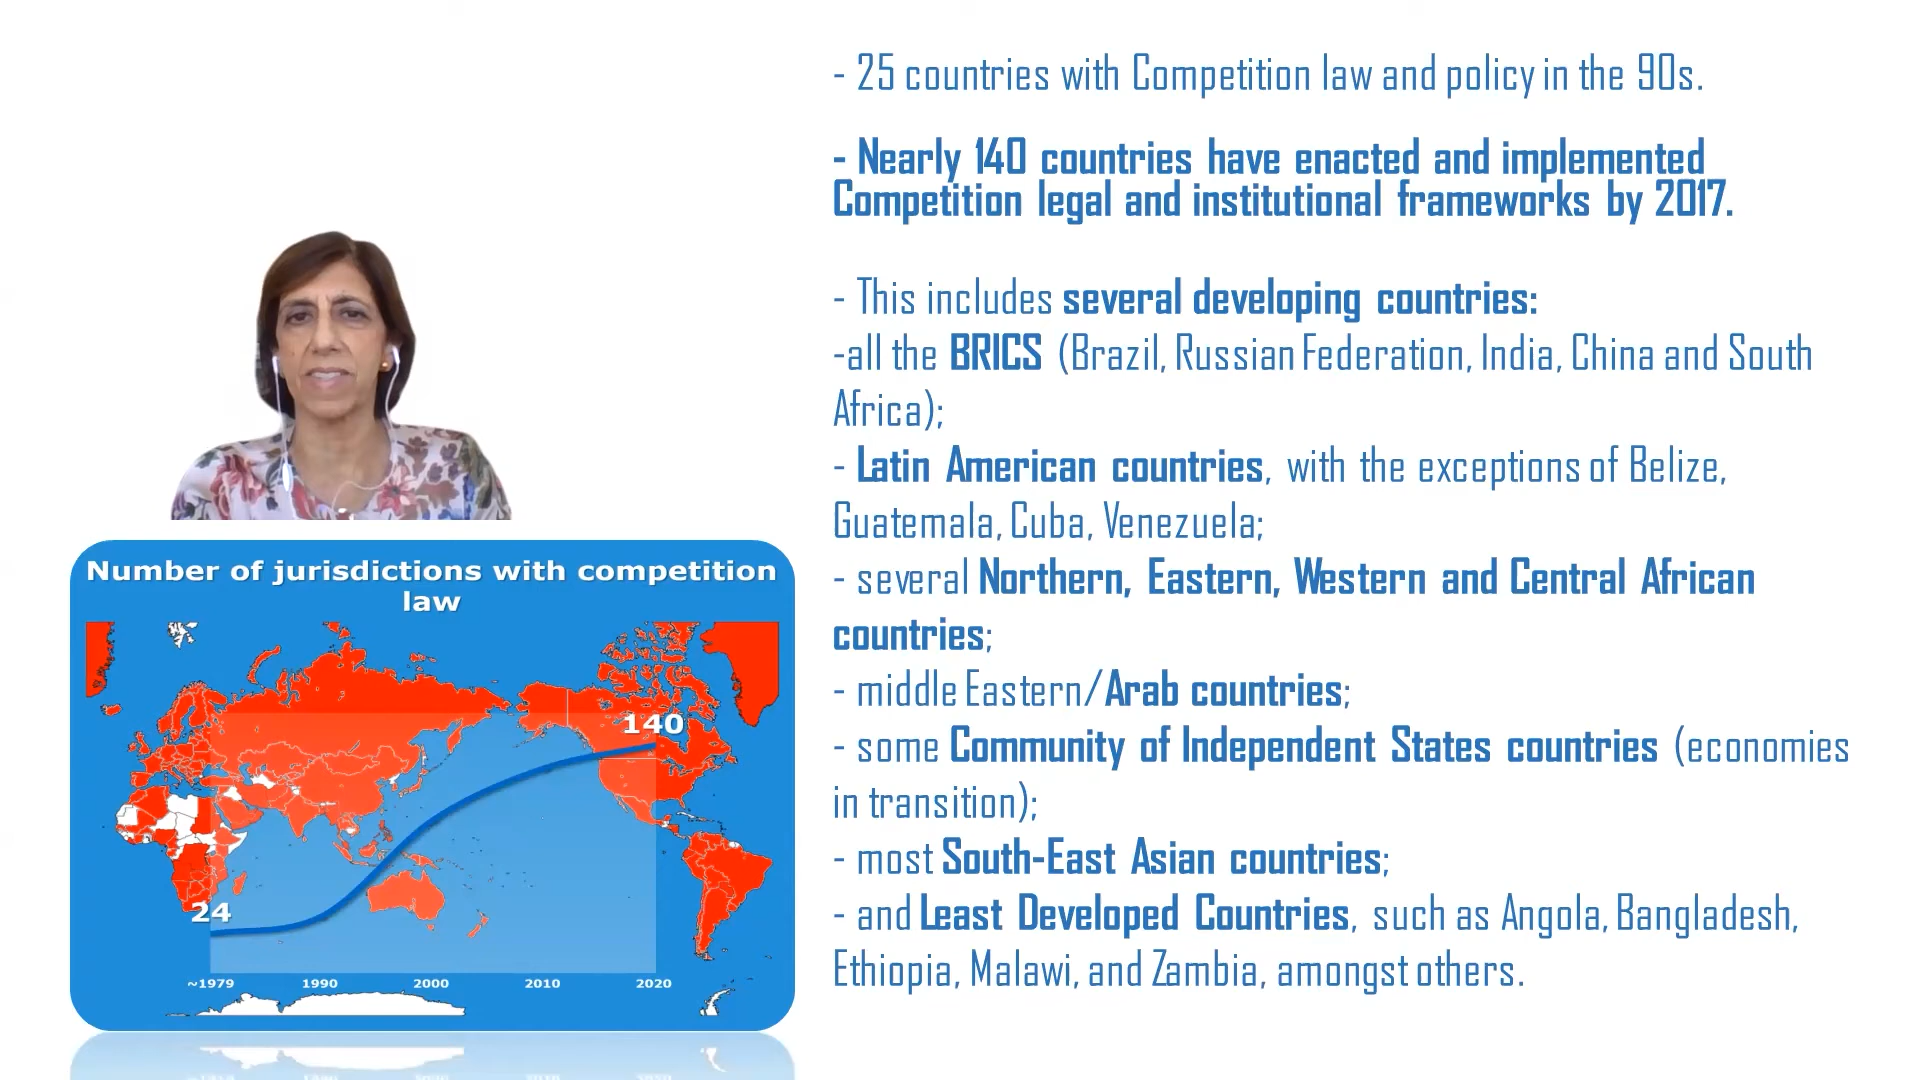 - 25 countries with Competition law and policy in the 90s.
- Nearly 140 countries have enacted and implemented
Competition legal and institutional frameworks by 2017.
- This includes several developing countries:
-all the BRICS (Brazil, Russian Federation, India, China and South
Africa);
- Latin American countries, with the exceptions of Belize,
Guatemala, Cuba, Venezuela;
- several Northern, Eastern, Western and Central African
countries;
- middle Eastern/Arab countries;
- some Community of Independent States countries (economies
in transition);
- most South-East Asian countries;
- and Least Developed Countries, such as Angola, Bangladesh,
Ethiopia, Malawi, and Zambia, amongst others.
Number of jurisdictions with competition
law
140
24
~1979 1990 2000 2010 2020